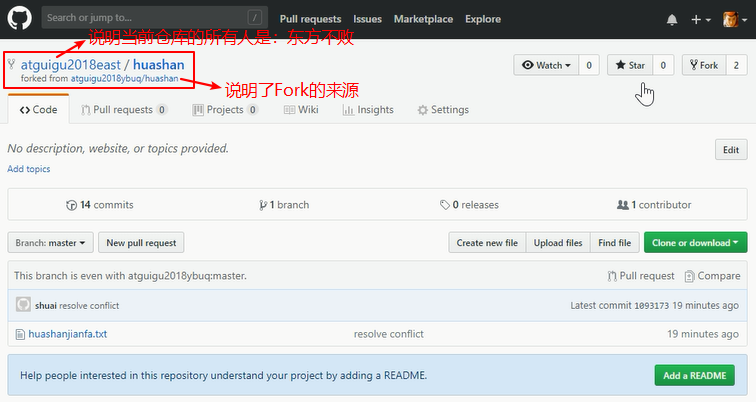 Search or jump to... /
Pull requests Issues Marketplace Explore
说明当前仓库的所有人是：东方不败
atguigu2018east / huashan
forked from atguigu2018ybuq/huashan
说明了Fork的来源
Watch 0 Star 0 Fork 2
Code Pull requests 0 Projects 0 Wiki Insights Settings
No description, website, or topics provided.
Edit
Add topics
14 commits 1 branch 0 releases 1 contributor
Branch: master New pull request Create new file Upload files Find file Clone or download
This branch is even with atguigu2018ybuq:master. Pull request Compare
shuai resolve conflict Latest commit 1093173 19 minutes ago
huashanjianfa.txt resolve conflict 19 minutes ago
Help people interested in this repository understand your project by adding a README. Add a README